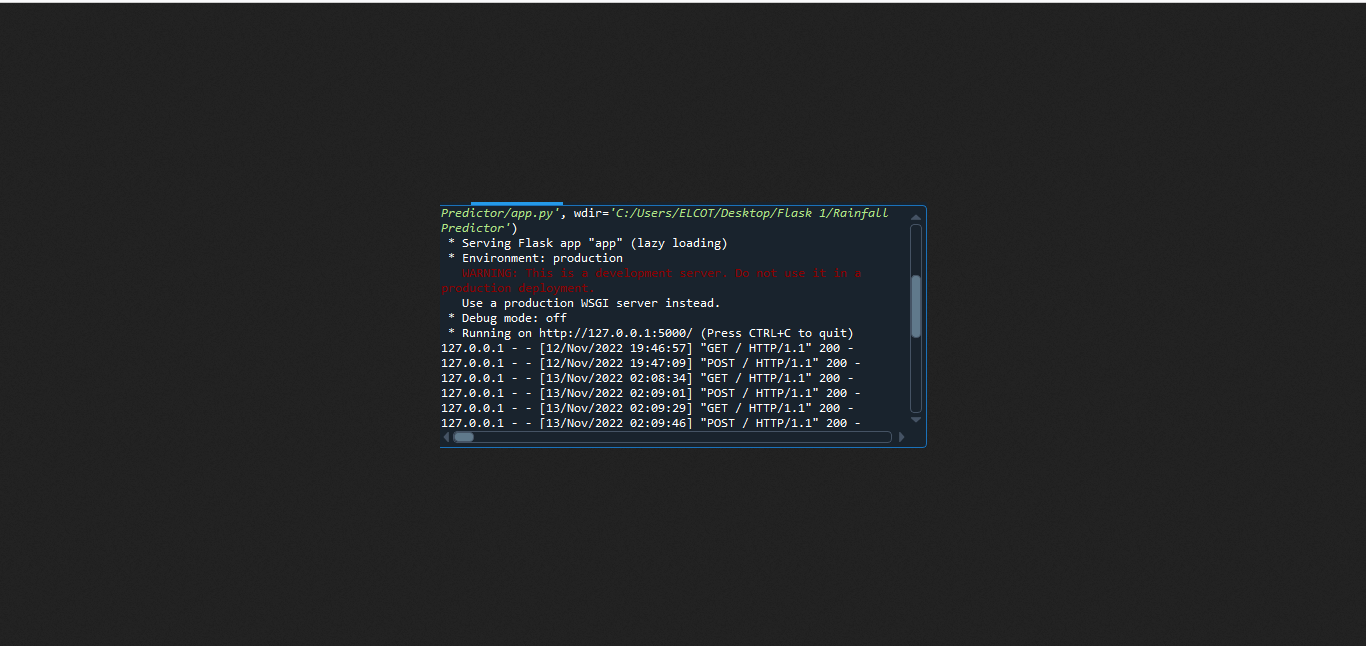 Predictor/app.py', wdir='C:/Users/ELCOT/Desktop/Flask 1/Rainfall
Predictor')
* Serving Flask app "app" (lazy loading)
* Environment: production
WARNING: This is a development server. Do not use it in a
production deployment.
Use a production WSGI server instead.
* Debug mode: off
* Running on http://127.0.0.1:5000/ (Press CTRL+C to quit)
127.0.0.1 - - [12/Nov/2022 19:46:57] "GET / HTTP/1.1" 200 -
127.0.0.1 - - [12/Nov/2022 19:47:09] "POST / HTTP/1.1" 200 -
127.0.0.1 - - [13/Nov/2022 02:08:34] "GET / HTTP/1.1" 200 -
127.0.0.1 - - [13/Nov/2022 02:09:01] "POST / HTTP/1.1" 200 -
127.0.0.1 - - [13/Nov/2022 02:09:29] "GET / HTTP/1.1" 200 -
127.0.0.1 - - [13/Nov/2022 02:09:46] "POST / HTTP/1.1" 200 -